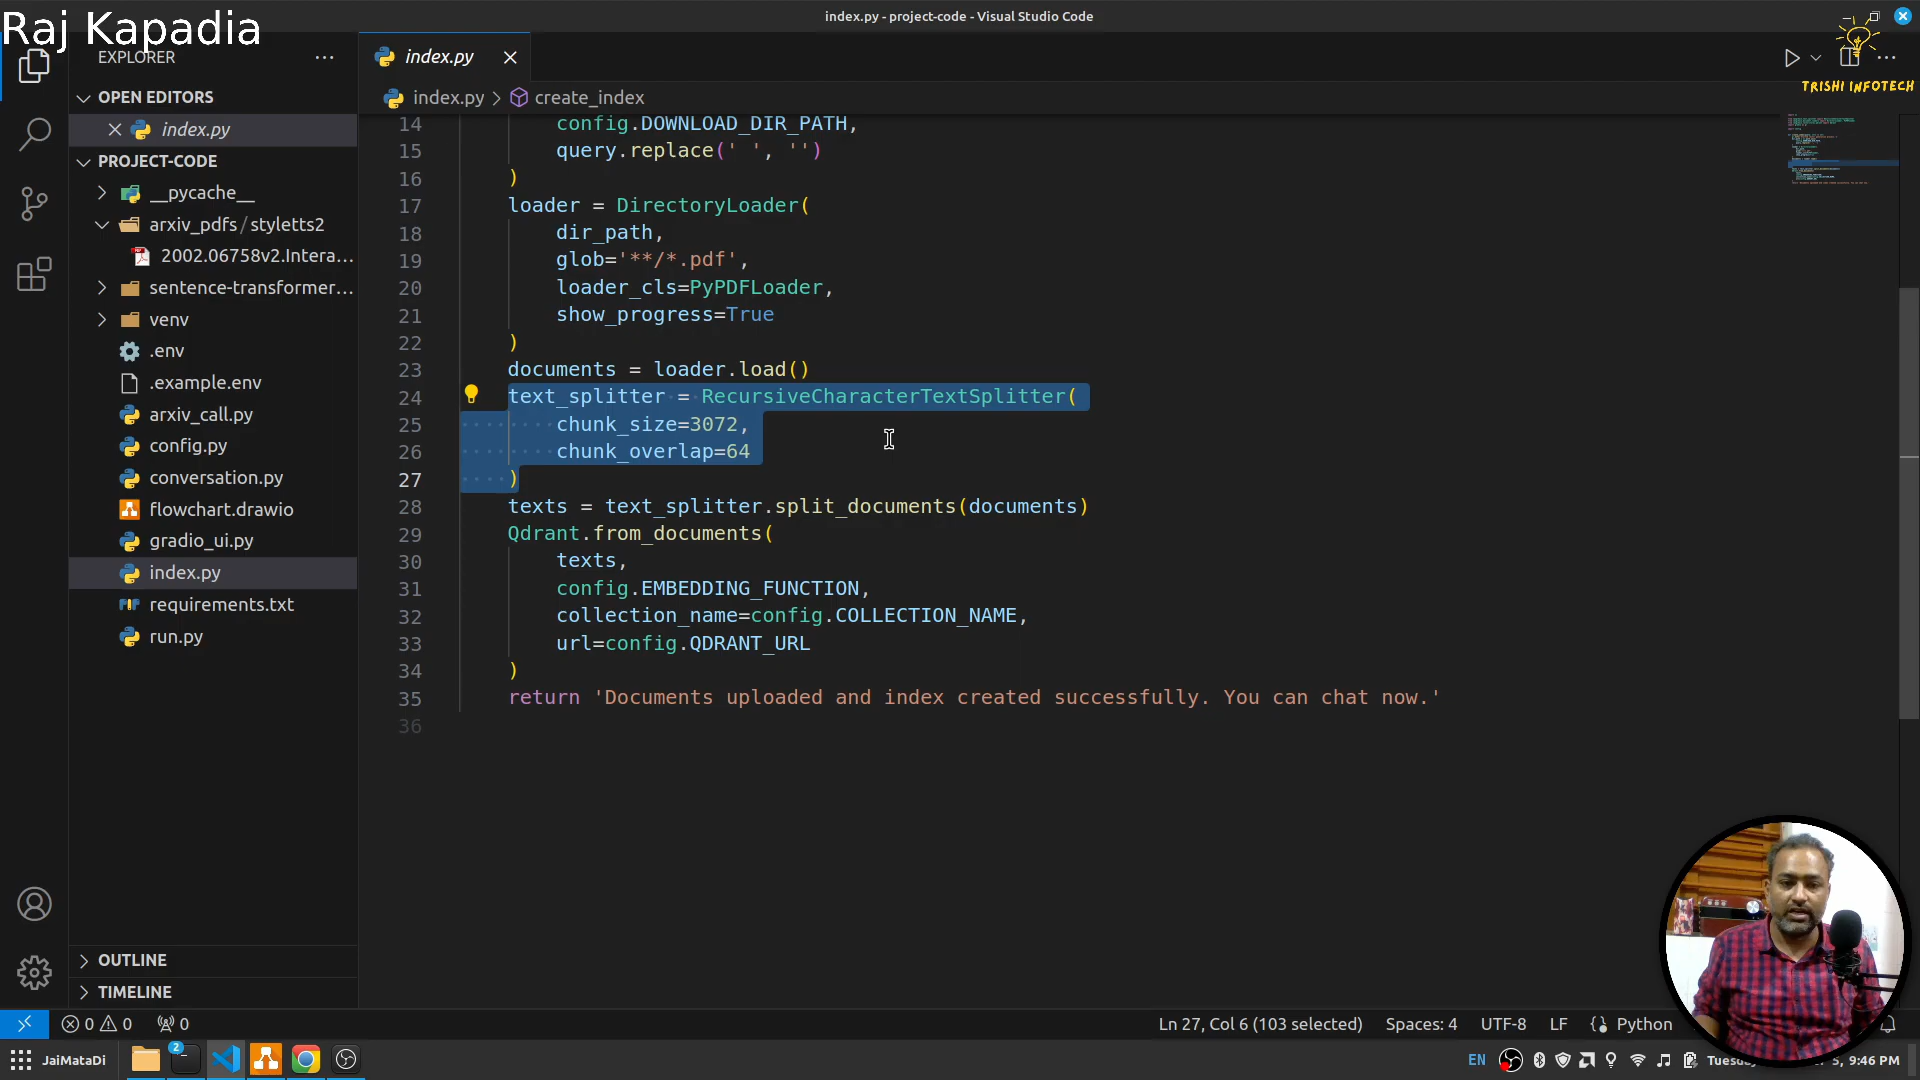 Raj Kapadia
index.py - project-code - Visual Studio Code
TRISHI INFOTECH
EXPLORER
OPEN EDITORS
index.py
PROJECT-CODE
__pycache__
arxiv_pdfs / styletts2
2002.06758v2.Intera...
sentence-transformer...
venv
.env
.example.env
arxiv_call.py
config.py
conversation.py
flowchart.drawio
gradio_ui.py
index.py
requirements.txt
run.py
OUTLINE
TIMELINE
index.py
index.py > create_index
14 config.DOWNLOAD_DIR_PATH,
15 query.replace(' ', '')
16 )
17 loader = DirectoryLoader(
18 dir_path,
19 glob='**/*.pdf',
20 loader_cls=PyPDFLoader,
21 show_progress=True
22 )
23 documents = loader.load()
24 text_splitter = RecursiveCharacterTextSplitter(
25 chunk_size=3072,
26 chunk_overlap=64
27 )
28 texts = text_splitter.split_documents(documents)
29 Qdrant.from_documents(
30 texts,
31 config.EMBEDDING_FUNCTION,
32 collection_name=config.COLLECTION_NAME,
33 url=config.QDRANT_URL
34 )
35 return 'Documents uploaded and index created successfully. You can chat now.'
36
0 0 0 Ln 27, Col 6 (103 selected) Spaces: 4 UTF-8 LF Python
JaiMataDi 2 EN 5, 9:46 PM